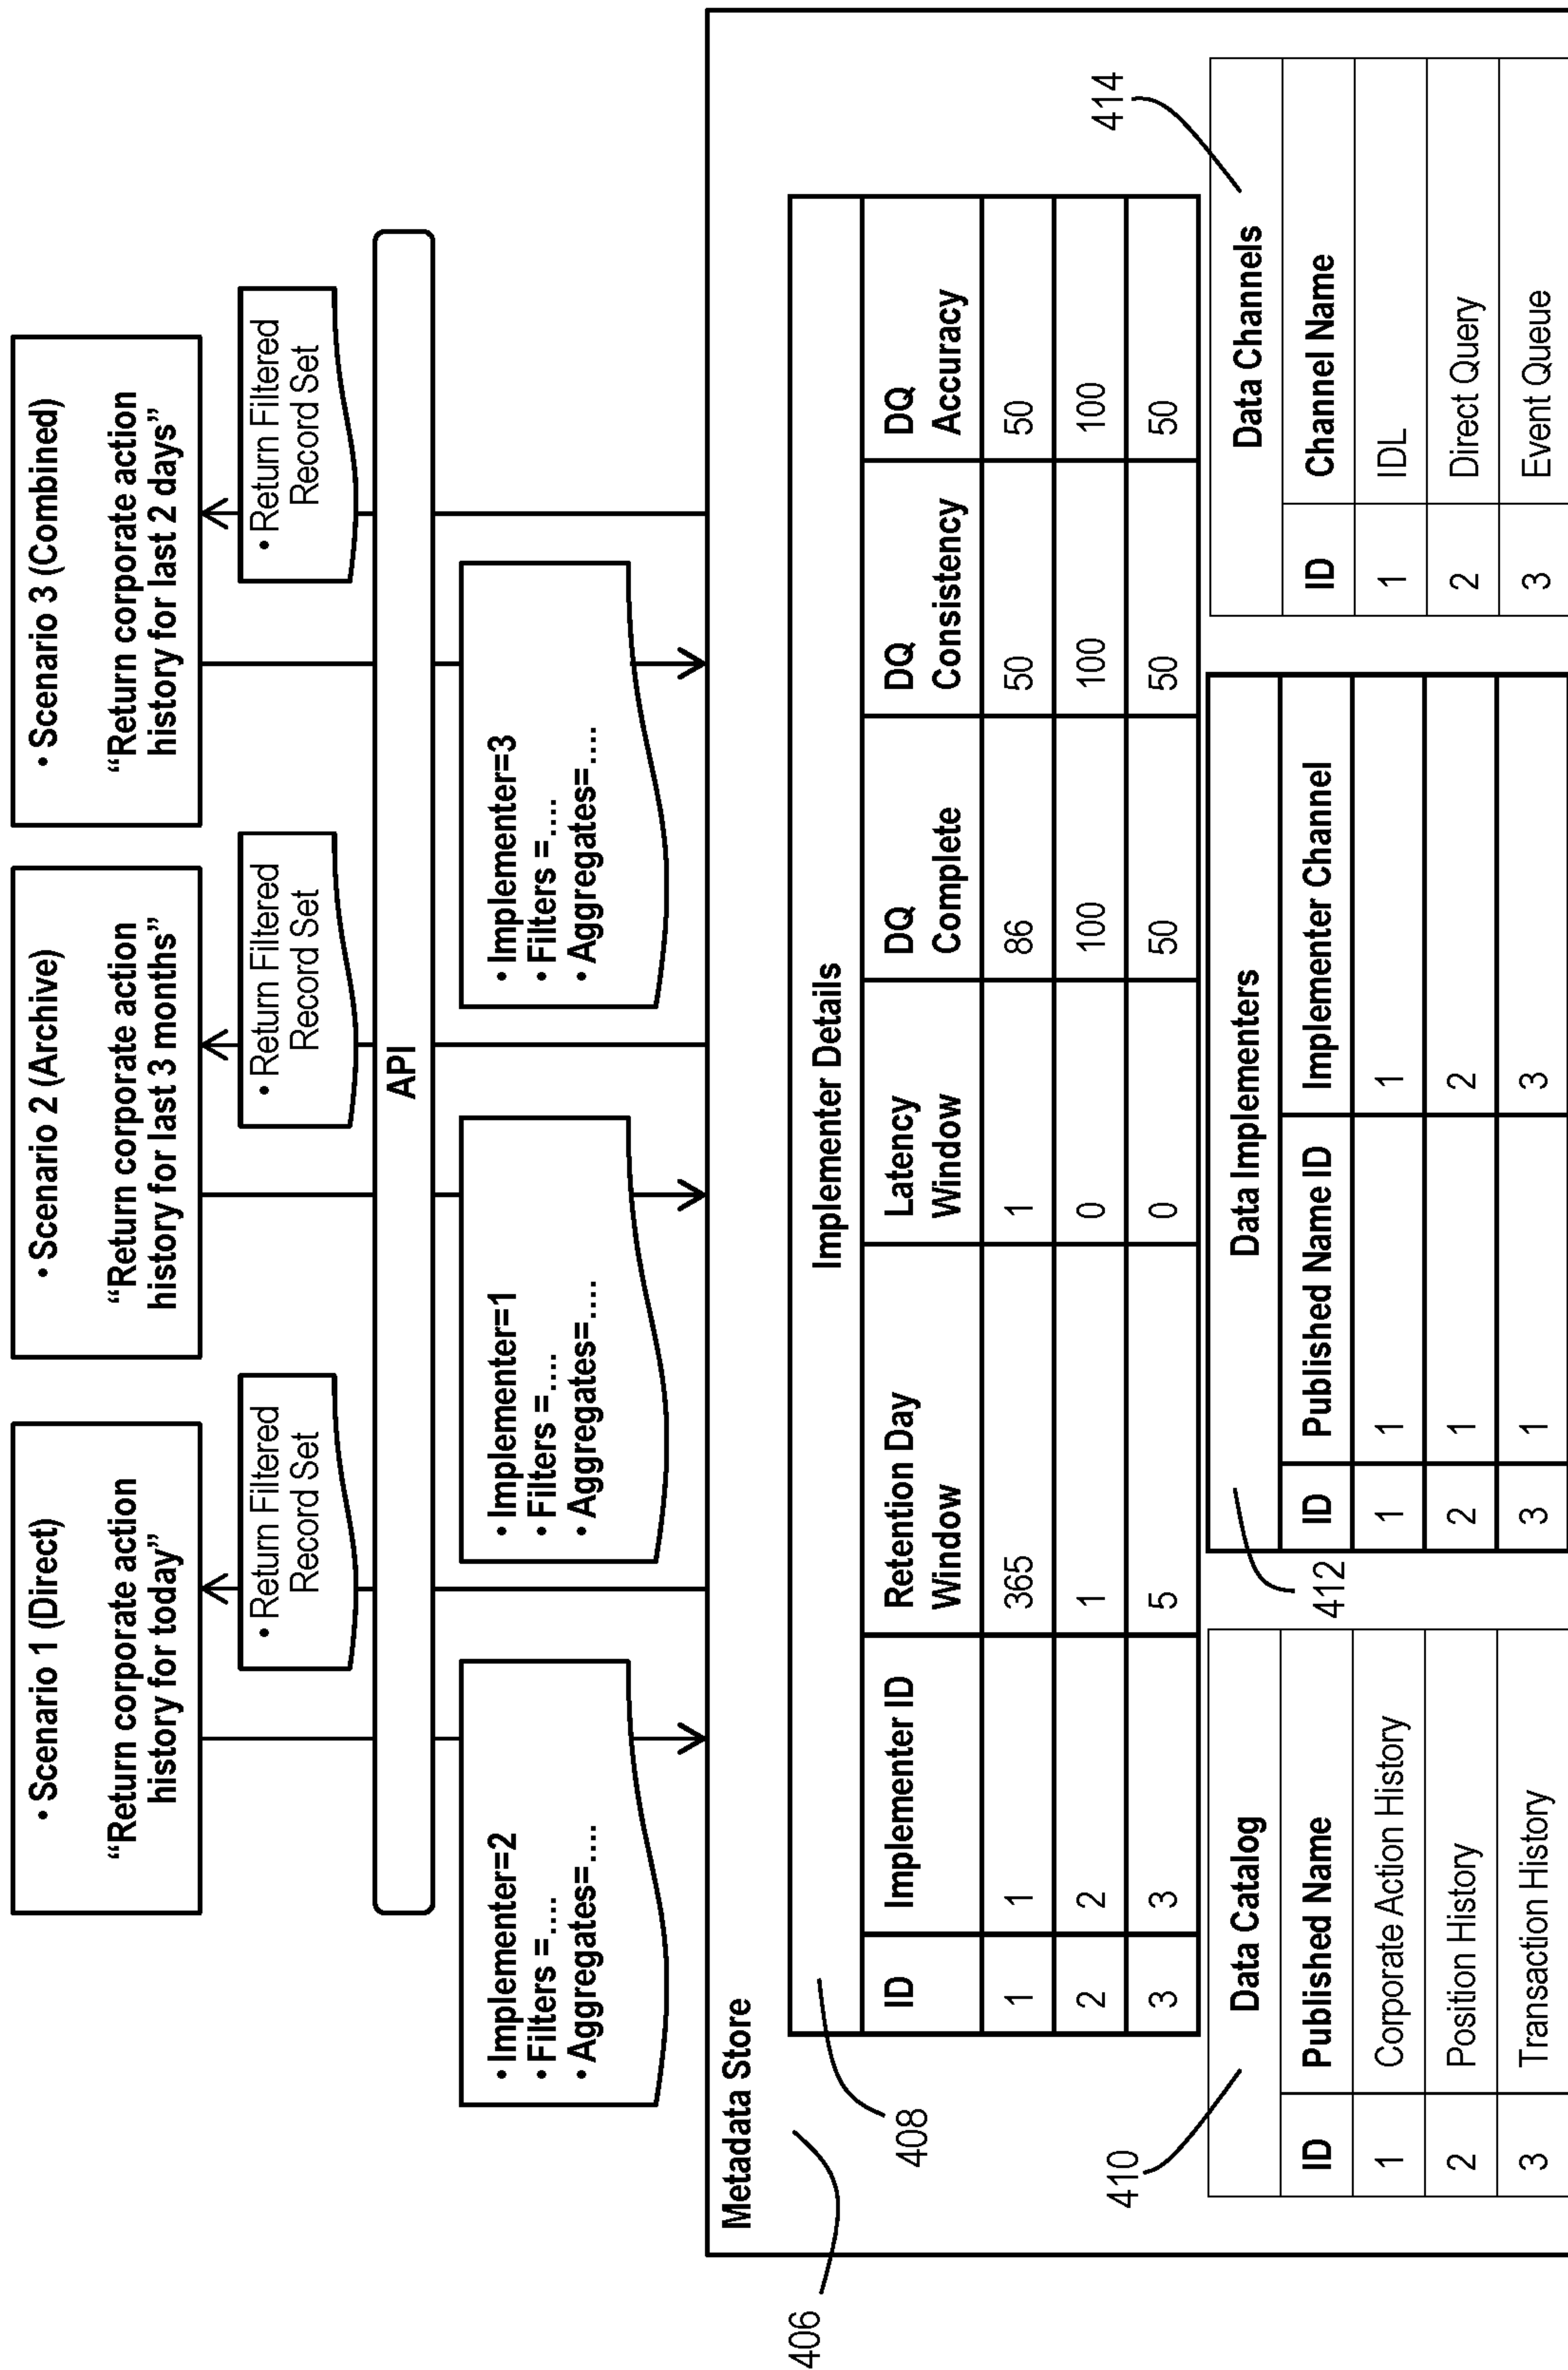 • Scenario 1 (Direct)
“Return corporate action
history for today”
• Scenario 2 (Archive)
“Return corporate action
history for last 3 months”
• Scenario 3 (Combined)
“Return corporate action
history for last 2 days”
• Return Filtered
Record Set
• Return Filtered
Record Set
• Return Filtered
Record Set
API
• Implementer=2
• Filters =....
• Aggregates=....
• Implementer=1
• Filters =....
• Aggregates=....
• Implementer=3
• Filters =....
• Aggregates=....
Metadata Store
406
408
Implementer Details
ID Implementer ID Retention Day Window Latency Window DQ Complete DQ Consistency DQ Accuracy
1 1 365 1 86 50 50
2 2 1 0 100 100 100
3 3 5 0 50 50 50
410
Data Catalog
ID Published Name
1 Corporate Action History
2 Position History
3 Transaction History
412
Data Implementers
ID Published Name ID Implementer Channel
1 1 1
2 1 2
3 1 3
414
Data Channels
ID Channel Name
1 IDL
2 Direct Query
3 Event Queue